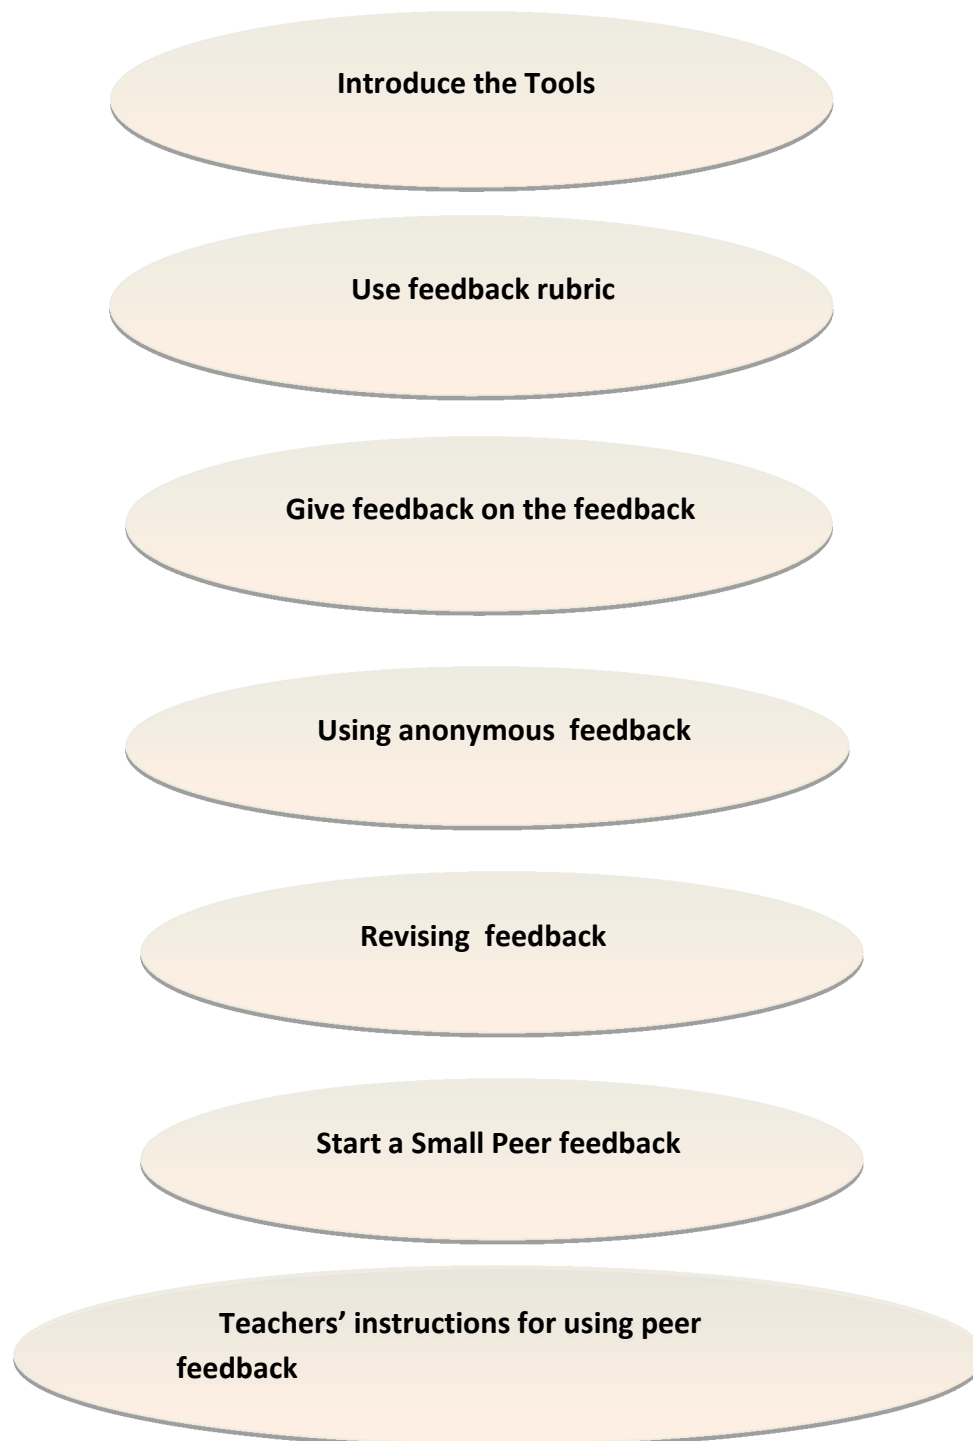 Introduce the Tools
Use feedback rubric
Give feedback on the feedback
Using anonymous  feedback
Revising  feedback
Start a Small Peer feedback
Teachers’ instructions for using peer
feedback